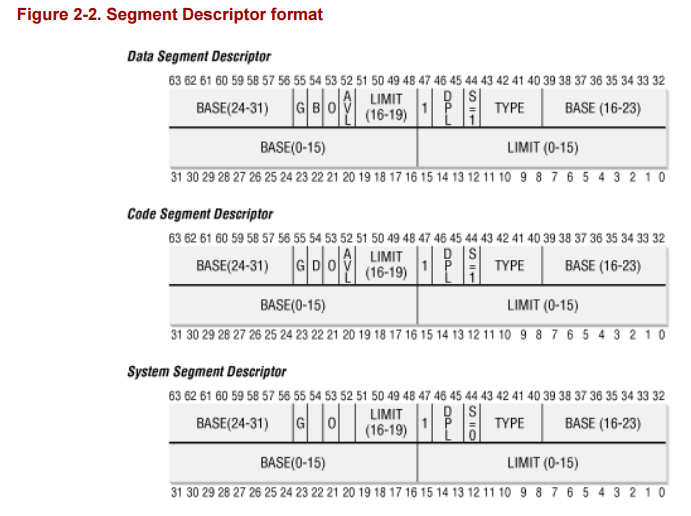 Figure 2-2. Segment Descriptor format
Data Segment Descriptor
63 62 61 60 59 58 57 56 55 54 53 52 51 50 49 48 47 46 45 44 43 42 41 40 39 38 37 36 35 34 33 32
BASE(24-31) G B O AVL LIMIT (16-19) 1 DPL S=1 TYPE BASE (16-23)
BASE(0-15) LIMIT (0-15)
31 30 29 28 27 26 25 24 23 22 21 20 19 18 17 16 15 14 13 12 11 10 9 8 7 6 5 4 3 2 1 0
Code Segment Descriptor
63 62 61 60 59 58 57 56 55 54 53 52 51 50 49 48 47 46 45 44 43 42 41 40 39 38 37 36 35 34 33 32
BASE(24-31) G D O AVL LIMIT (16-19) 1 DPL S=1 TYPE BASE (16-23)
BASE(0-15) LIMIT (0-15)
31 30 29 28 27 26 25 24 23 22 21 20 19 18 17 16 15 14 13 12 11 10 9 8 7 6 5 4 3 2 1 0
System Segment Descriptor
63 62 61 60 59 58 57 56 55 54 53 52 51 50 49 48 47 46 45 44 43 42 41 40 39 38 37 36 35 34 33 32
BASE(24-31) G O LIMIT (16-19) 1 DPL S=0 TYPE BASE (16-23)
BASE(0-15) LIMIT (0-15)
31 30 29 28 27 26 25 24 23 22 21 20 19 18 17 16 15 14 13 12 11 10 9 8 7 6 5 4 3 2 1 0